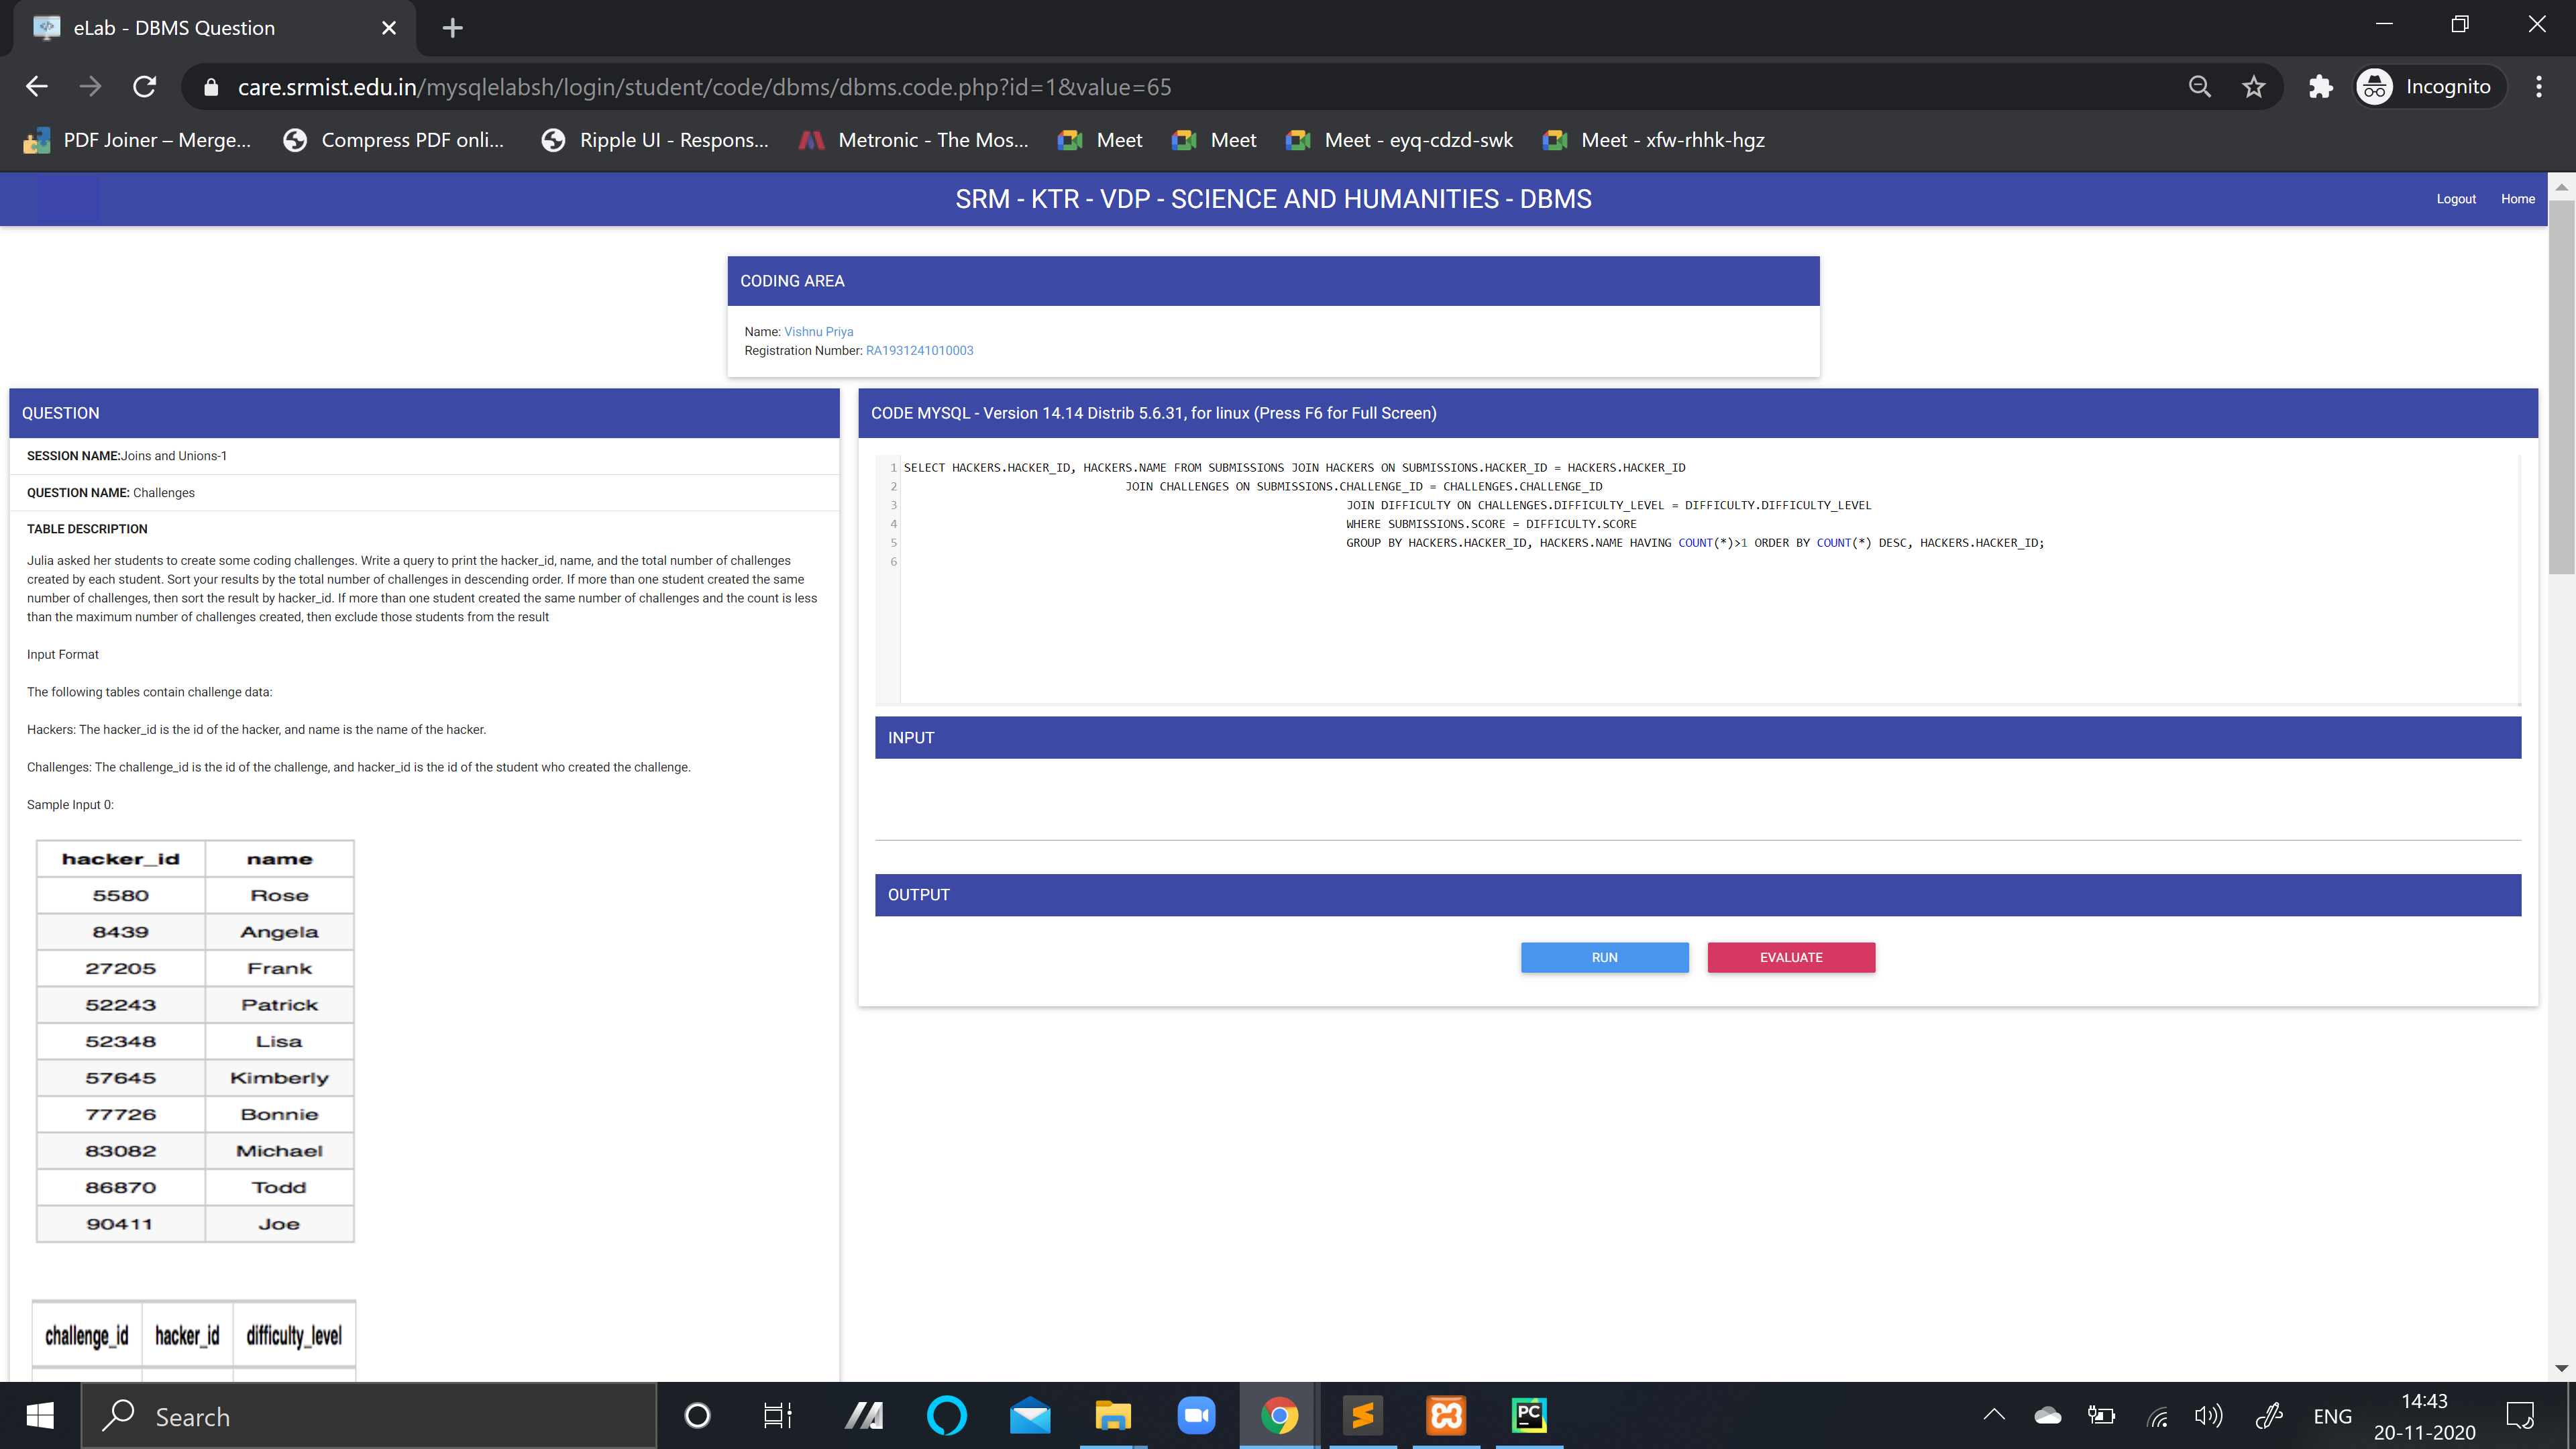 eLab - DBMS Question
care.srmist.edu.in/mysqlelabsh/login/student/code/dbms/dbms.code.php?id=1&value=65
Incognito
PDF Joiner – Merge...
Compress PDF onli...
Ripple UI - Respons...
Metronic - The Mos...
Meet
Meet
Meet - eyq-cdzd-swk
Meet - xfw-rhhk-hgz
SRM - KTR - VDP - SCIENCE AND HUMANITIES - DBMS
Logout
Home
CODING AREA
Name: Vishnu Priya
Registration Number: RA1931241010003
QUESTION
SESSION NAME:Joins and Unions-1
QUESTION NAME: Challenges
TABLE DESCRIPTION
Julia asked her students to create some coding challenges. Write a query to print the hacker_id, name, and the total number of challenges
created by each student. Sort your results by the total number of challenges in descending order. If more than one student created the same
number of challenges, then sort the result by hacker_id. If more than one student created the same number of challenges and the count is less
than the maximum number of challenges created, then exclude those students from the result
Input Format
The following tables contain challenge data:
Hackers: The hacker_id is the id of the hacker, and name is the name of the hacker.
Challenges: The challenge_id is the id of the challenge, and hacker_id is the id of the student who created the challenge.
Sample Input 0:
hacker_id name
5580 Rose
8439 Angela
27205 Frank
52243 Patrick
52348 Lisa
57645 Kimberly
77726 Bonnie
83082 Michael
86870 Todd
90411 Joe
challenge_id hacker_id difficulty_level
CODE MYSQL - Version 14.14 Distrib 5.6.31, for linux (Press F6 for Full Screen)
1 SELECT HACKERS.HACKER_ID, HACKERS.NAME FROM SUBMISSIONS JOIN HACKERS ON SUBMISSIONS.HACKER_ID = HACKERS.HACKER_ID
2 JOIN CHALLENGES ON SUBMISSIONS.CHALLENGE_ID = CHALLENGES.CHALLENGE_ID
3 JOIN DIFFICULTY ON CHALLENGES.DIFFICULTY_LEVEL = DIFFICULTY.DIFFICULTY_LEVEL
4 WHERE SUBMISSIONS.SCORE = DIFFICULTY.SCORE
5 GROUP BY HACKERS.HACKER_ID, HACKERS.NAME HAVING COUNT(*)>1 ORDER BY COUNT(*) DESC, HACKERS.HACKER_ID;
6
INPUT
OUTPUT
RUN
EVALUATE
Search
PC
ENG
14:43
20-11-2020